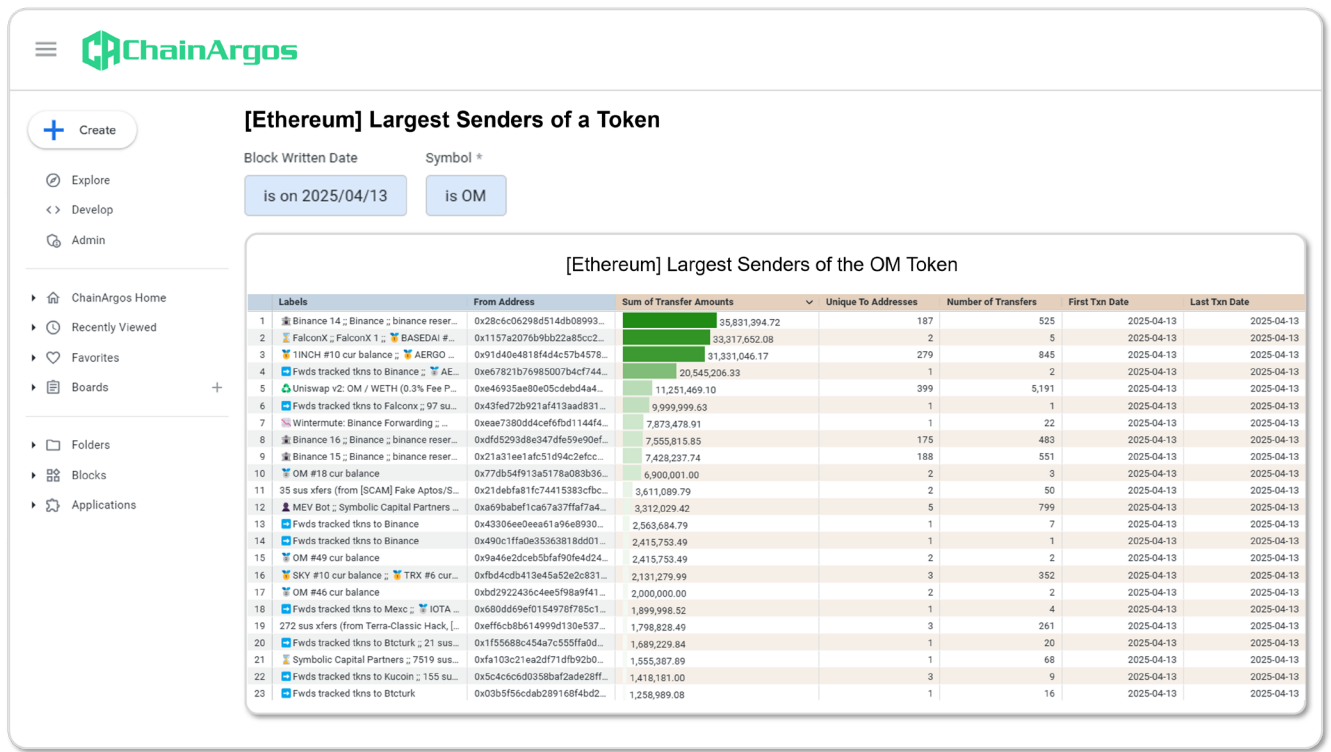 ChainArgos
Create
Explore
Develop
Admin
ChainArgos Home
Recently Viewed
Favorites
Boards
Folders
Blocks
Applications
[Ethereum] Largest Senders of a Token
Block Written Date Symbol *
is on 2025/04/13 is OM
[Ethereum] Largest Senders of the OM Token
Labels From Address Sum of Transfer Amounts Unique To Addresses Number of Transfers First Txn Date Last Txn Date
1 Binance 14 ;; Binance ;; binance reser... 0x28c6c06298d514db08993... 35,831,394.72 187 525 2025-04-13 2025-04-13
2 FalconX ;; FalconX 1 ;; BASEDAI #... 0x1157a2076b9bb22a85cc2... 33,317,652.08 2 5 2025-04-13 2025-04-13
3 1INCH #10 cur balance ;; AERGO ... 0x91d40e4818f4d4c57b4578... 31,331,046.17 279 845 2025-04-13 2025-04-13
4 Fwds tracked tkns to Binance ;; AE... 0xe67821b76985007b4cf744... 20,545,206.33 1 2 2025-04-13 2025-04-13
5 Uniswap v2: OM / WETH (0.3% Fee P... 0xe46935ae80e05cdebd4a4... 11,251,469.10 399 5,191 2025-04-13 2025-04-13
6 Fwds tracked tkns to Falconx ;; 97 su... 0x43fed72b921af413aad831... 9,999,999.63 1 1 2025-04-13 2025-04-13
7 Wintermute: Binance Forwarding ;; ... 0xeae7380dd4cef6fbd1144f4... 7,873,478.91 1 22 2025-04-13 2025-04-13
8 Binance 16 ;; Binance ;; binance reser... 0xdfd5293d8e347dfe59e90ef... 7,555,815.85 175 483 2025-04-13 2025-04-13
9 Binance 15 ;; Binance ;; binance reser... 0x21a31ee1afc51d94c2efcc... 7,428,237.74 188 551 2025-04-13 2025-04-13
10 OM #18 cur balance 0x77db54f913a5178a083b36... 6,900,001.00 2 3 2025-04-13 2025-04-13
11 35 sus xfers (from [SCAM] Fake Aptos/S... 0x21debfa81fc74415383cfbc... 3,611,089.79 2 50 2025-04-13 2025-04-13
12 MEV Bot ;; Symbolic Capital Partners ... 0xa69babef1ca67a37ffaf7a4... 3,312,029.42 5 799 2025-04-13 2025-04-13
13 Fwds tracked tkns to Binance 0x43306ee0eea61a96e8930... 2,563,684.79 1 7 2025-04-13 2025-04-13
14 Fwds tracked tkns to Binance 0x490c1ffa0e35363818dd01... 2,415,753.49 1 1 2025-04-13 2025-04-13
15 OM #49 cur balance 0x9a46e2dceb5bfaf90fe4d24... 2,415,753.49 2 2 2025-04-13 2025-04-13
16 SKY #10 cur balance ;; TRX #6 cur... 0xfbd4cdb413e45a52e2c831... 2,131,279.99 3 352 2025-04-13 2025-04-13
17 OM #46 cur balance 0xbd2922436c4ee5f98a9f41... 2,000,000.00 2 2 2025-04-13 2025-04-13
18 Fwds tracked tkns to Mexc ;; IOTA ... 0x680dd69ef0154978f785c1... 1,899,998.52 1 4 2025-04-13 2025-04-13
19 272 sus xfers (from Terra-Classic Hack, [... 0xeff6cb8b614999d130e537... 1,798,828.49 3 261 2025-04-13 2025-04-13
20 Fwds tracked tkns to Btcturk ;; 21 sus... 0x1f55688c454a7c555ffa0d... 1,689,229.84 1 20 2025-04-13 2025-04-13
21 Symbolic Capital Partners ;; 7519 sus... 0xfa103c21ea2df71dfb92b0... 1,555,387.89 1 68 2025-04-13 2025-04-13
22 Fwds tracked tkns to Kucoin ;; 155 su... 0x5c4c6c6d0358baf2ade28ff... 1,418,181.00 3 9 2025-04-13 2025-04-13
23 Fwds tracked tkns to Btcturk 0x03b5f56cdab289168f4bd2... 1,258,989.08 1 16 2025-04-13 2025-04-13